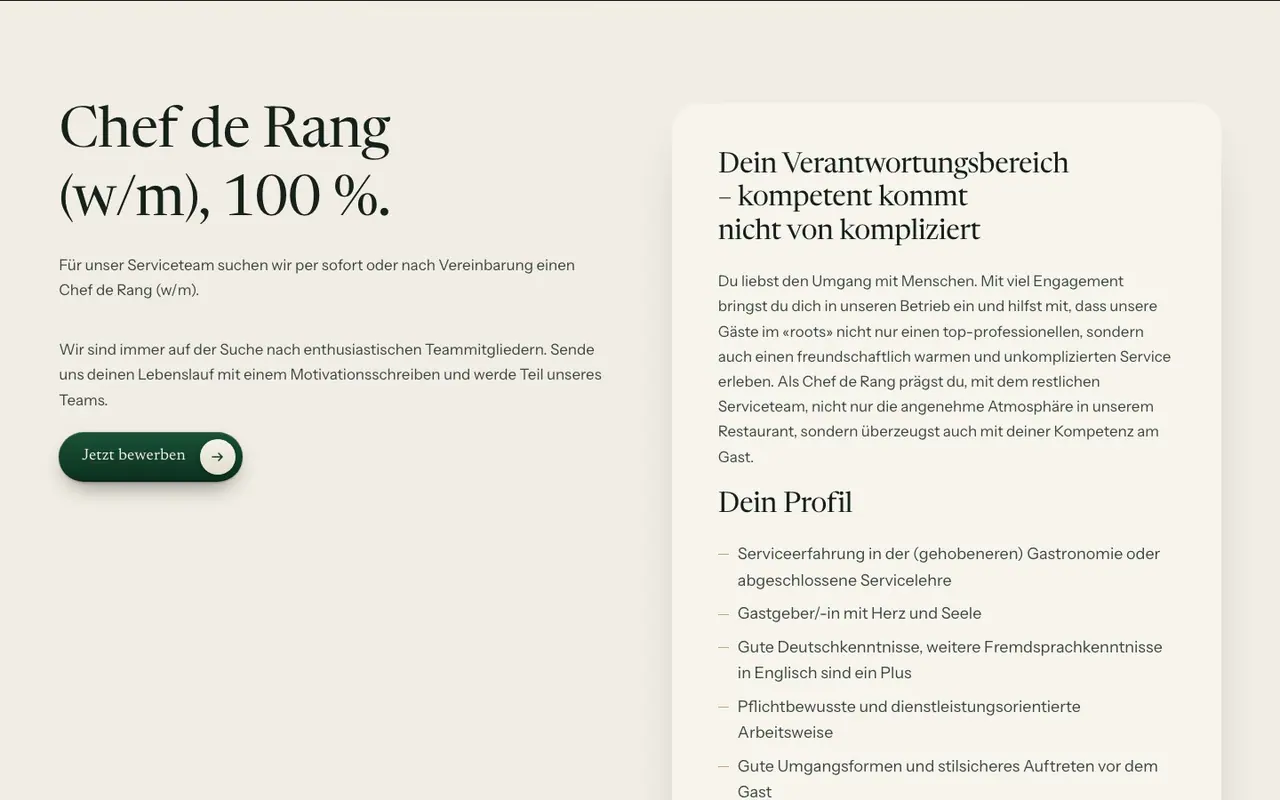 Chef de Rang
(w/m), 100 %.
Für unser Serviceteam suchen wir per sofort oder nach Vereinbarung einen
Chef de Rang (w/m).
Wir sind immer auf der Suche nach enthusiastischen Teammitgliedern. Sende
uns deinen Lebenslauf mit einem Motivationsschreiben und werde Teil unseres
Teams.
Jetzt bewerben →
Dein Verantwortungsbereich
– kompetent kommt
nicht von kompliziert
Du liebst den Umgang mit Menschen. Mit viel Engagement
bringst du dich in unseren Betrieb ein und hilfst mit, dass unsere
Gäste im «roots» nicht nur einen top-professionellen, sondern
auch einen freundschaftlich warmen und unkomplizierten Service
erleben. Als Chef de Rang prägst du, mit dem restlichen
Serviceteam, nicht nur die angenehme Atmosphäre in unserem
Restaurant, sondern überzeugst auch mit deiner Kompetenz am
Gast.
Dein Profil
— Serviceerfahrung in der (gehobeneren) Gastronomie oder
abgeschlossene Servicelehre
— Gastgeber/-in mit Herz und Seele
— Gute Deutschkenntnisse, weitere Fremdsprachkenntnisse
in Englisch sind ein Plus
— Pflichtbewusste und dienstleistungsorientierte
Arbeitsweise
— Gute Umgangsformen und stilsicheres Auftreten vor dem
Gast